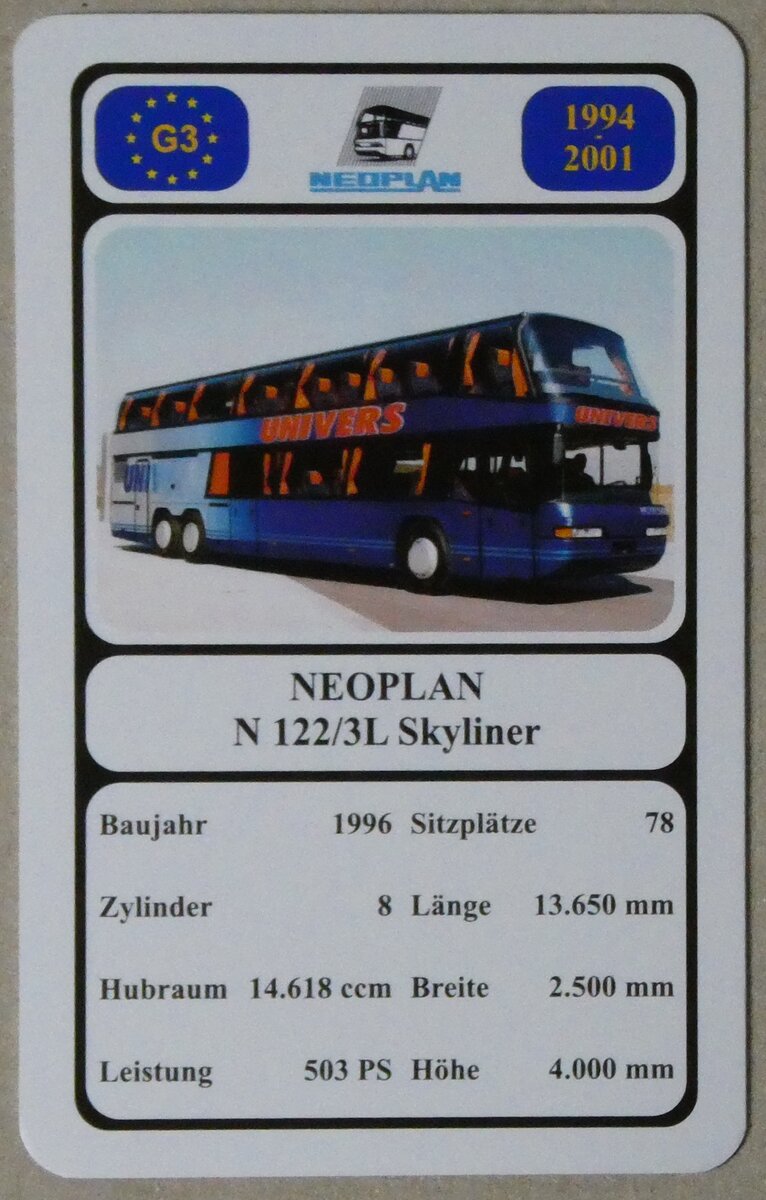 G3
NEOPLAN
1994
-
2001
UNIVERS
UNIVERS
UNI
NEOPLAN
N 122/3L Skyliner
Baujahr 1996 Sitzplätze 78
Zylinder 8 Länge 13.650 mm
Hubraum 14.618 ccm Breite 2.500 mm
Leistung 503 PS Höhe 4.000 mm